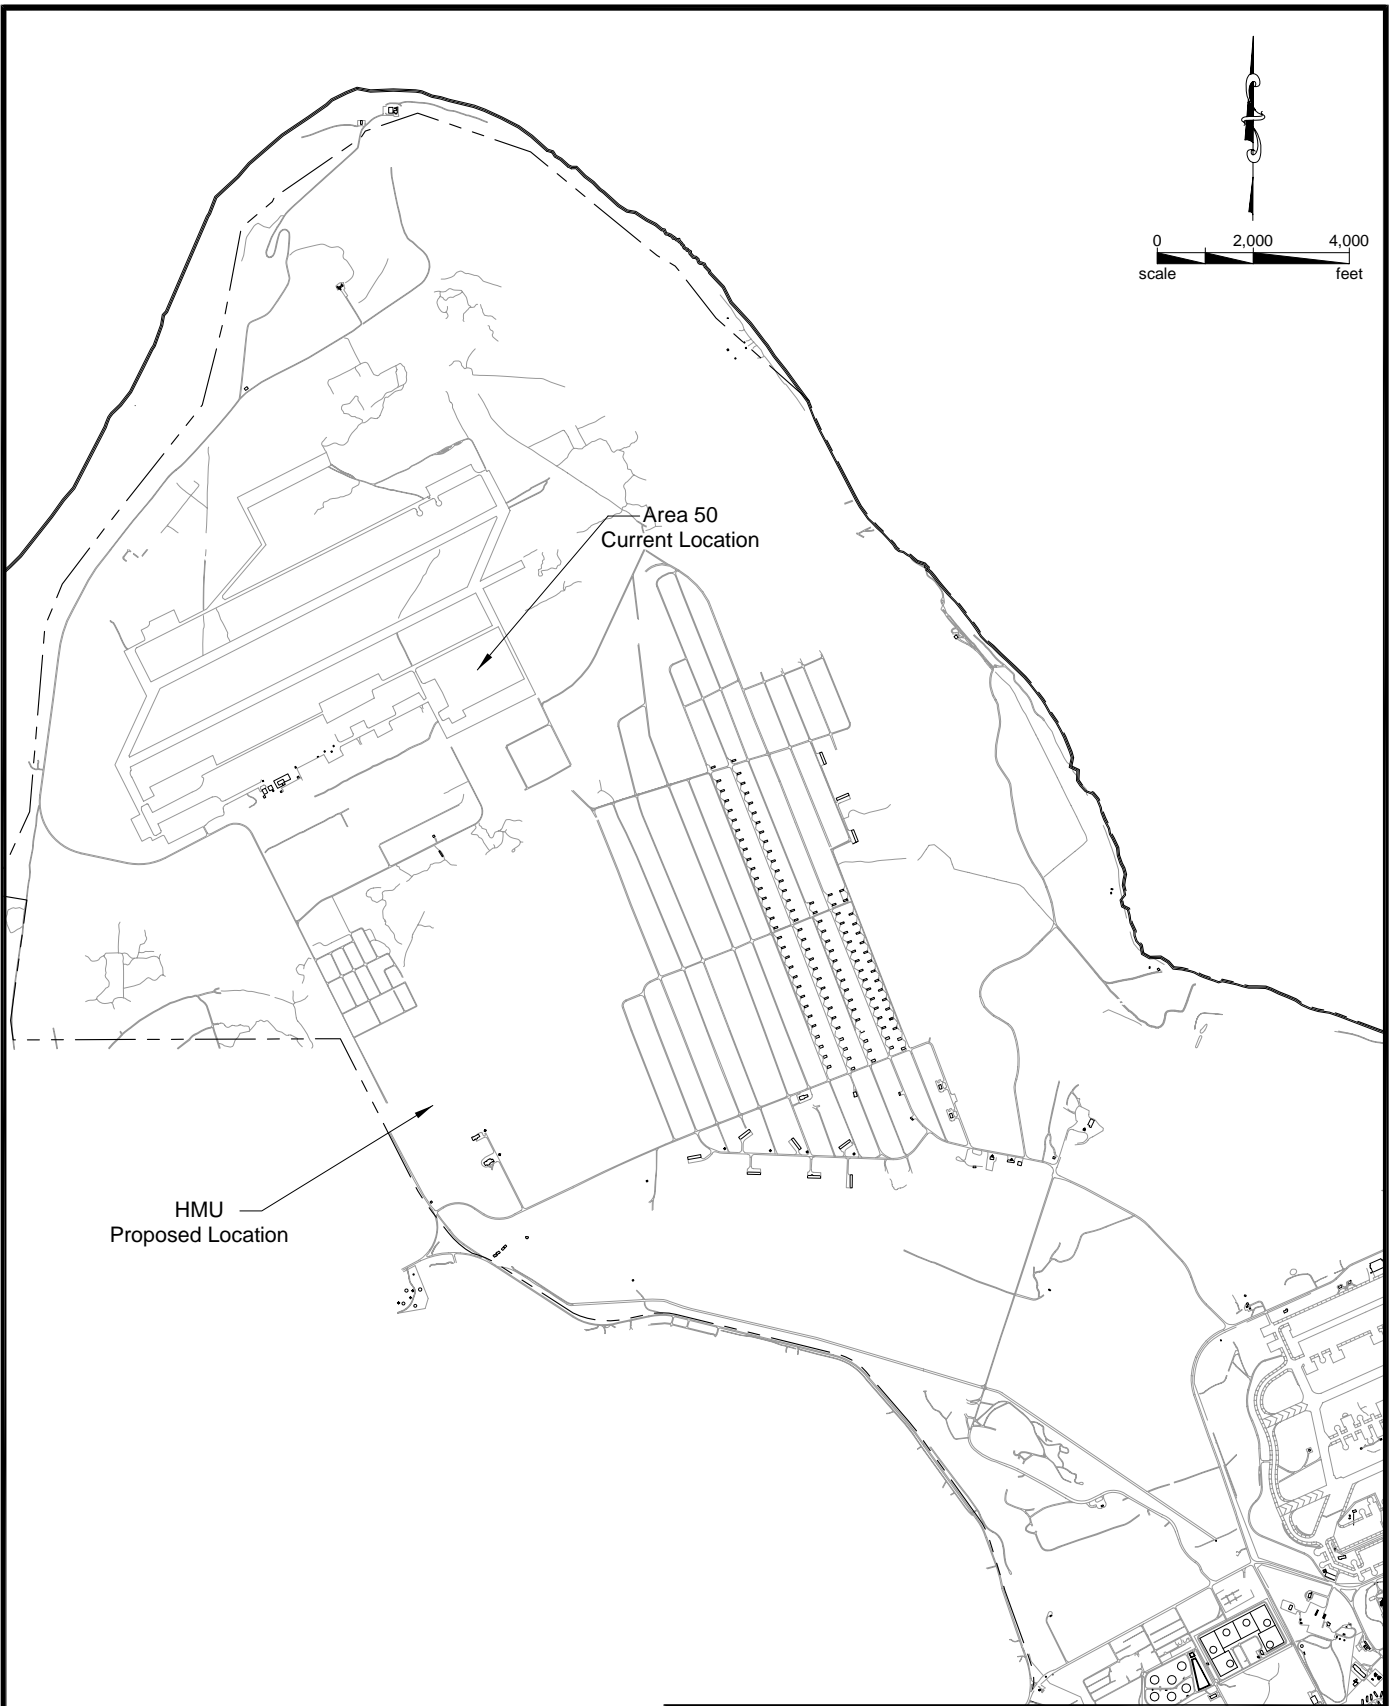 0 2,000 4,000
scale feet
Area 50
Current Location
HMU
Proposed Location